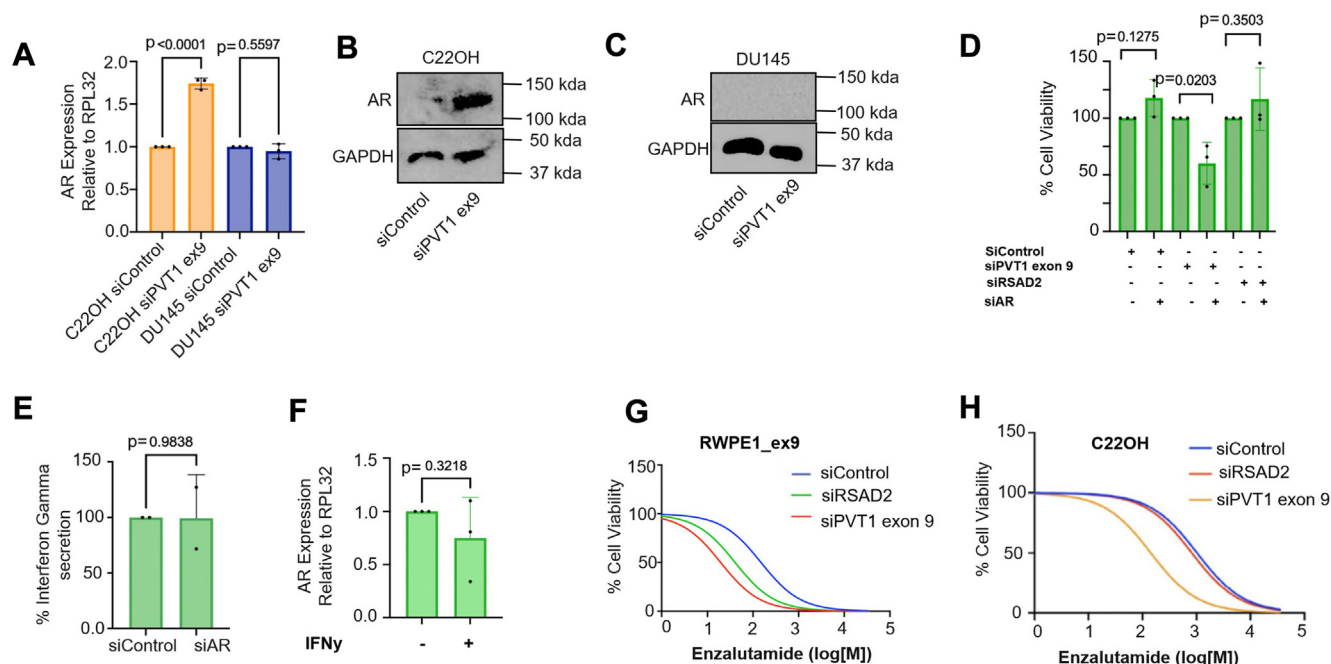 A
p<0.0001
p=0.5597
AR Expression
Relative to RPL32
2.0
1.5
1.0
0.5
0.0
C22OH siControl
C22OH siPVT1 ex9
DU145 siControl
DU145 siPVT1 ex9
B
C22OH
AR
150 kda
100 kda
50 kda
GAPDH
37 kda
siControl
siPVT1 ex9
C
DU145
AR
150 kDa
100 kDa
50 kDa
GAPDH
37 kDa
siControl
siPVT1 ex9
D
p=0.3503
p=0.1275
p=0.0203
% Cell Viability
150
100
50
0
SiControl + + - - - -
siPVT1 exon 9 - - + + - -
siRSAD2 - - - - + +
siAR - + - + - +
E
p=0.9838
% Interferon Gamma
secretion
150
100
50
0.0
siControl siAR
F
p=0.3218
AR Expression
Relative to RPL32
1.5
1.0
0.5
0.0
IFNy - +
G
RWPE1_ex9
siControl
siRSAD2
siPVT1 exon 9
% Cell Viability
150
100
50
0
0 1 2 3 4 5
Enzalutamide (log[M])
H
C22OH
siControl
siRSAD2
siPVT1 exon 9
% Cell Viability
150
100
50
0
0 1 2 3 4 5
Enzalutamide (log[M])